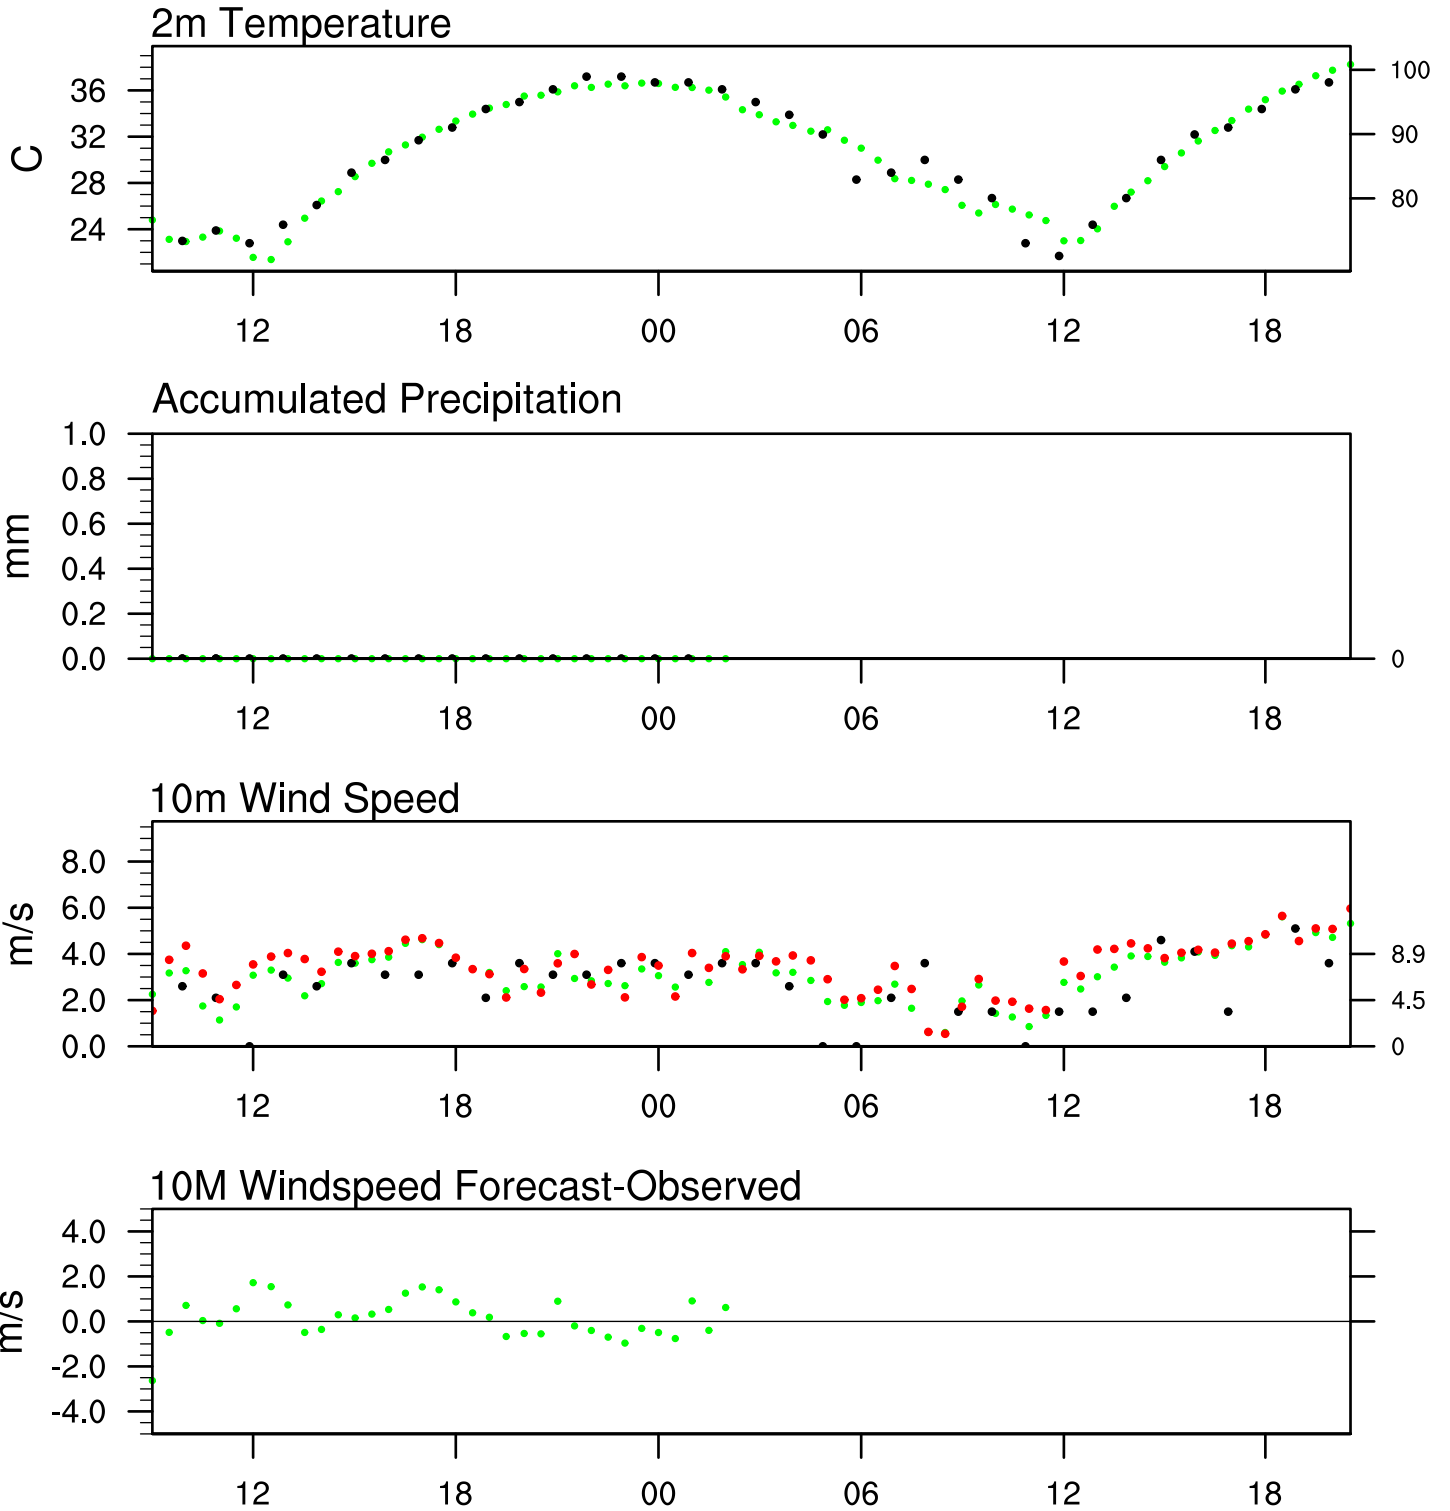 2m Temperature
C
36
32
28
24
100
90
80
12 18 00 06 12 18
Accumulated Precipitation
mm
1.0
0.8
0.6
0.4
0.2
0.0
0
12 18 00 06 12 18
10m Wind Speed
m/s
8.0
6.0
4.0
2.0
0.0
8.9
4.5
0
12 18 00 06 12 18
10M Windspeed Forecast-Observed
m/s
4.0
2.0
0.0
-2.0
-4.0
12 18 00 06 12 18